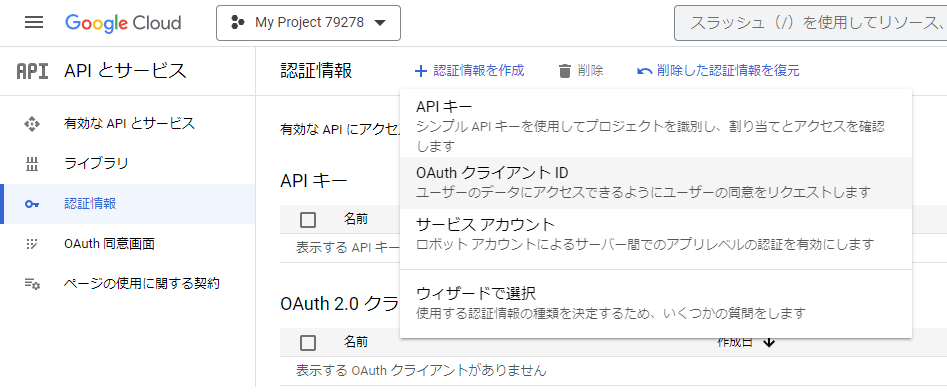 Google Cloud
My Project 79278
スラッシュ（/）を使用してリソース、
API API とサービス
認証情報
認証情報を作成
削除
削除した認証情報を復元
有効な API とサービス
ライブラリ
認証情報
OAuth 同意画面
ページの使用に関する契約
有効な API にアクセス
API キー
シンプル API キーを使用してプロジェクトを識別し、割り当てとアクセスを確認
します
OAuth クライアント ID
ユーザーのデータにアクセスできるようにユーザーの同意をリクエストします
サービス アカウント
ロボット アカウントによるサーバー間でのアプリレベルの認証を有効にします
ウィザードで選択
使用する認証情報の種類を決定するため、いくつかの質問をします
API キー
名前
表示する API キー
OAuth 2.0 クラ
名前
作成日
表示する OAuth クライアントがありません